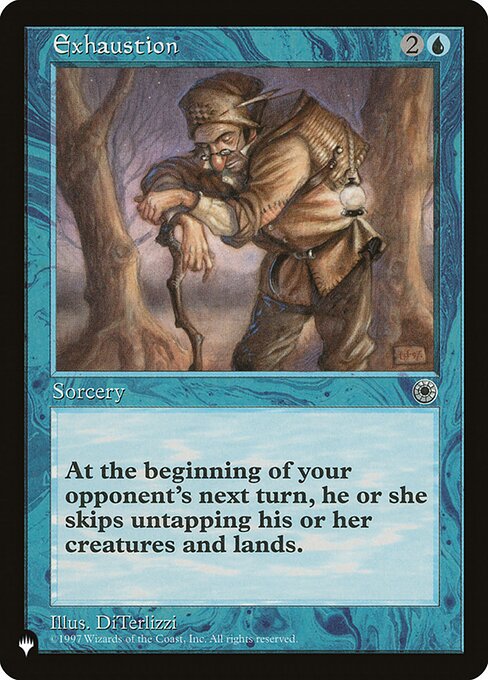 Exhaustion 2
Sorcery
At the beginning of your
opponent's next turn, he or she
skips untapping his or her
creatures and lands.
Illus. DiTerlizzi
©1997 Wizards of the Coast, Inc. All rights reserved.